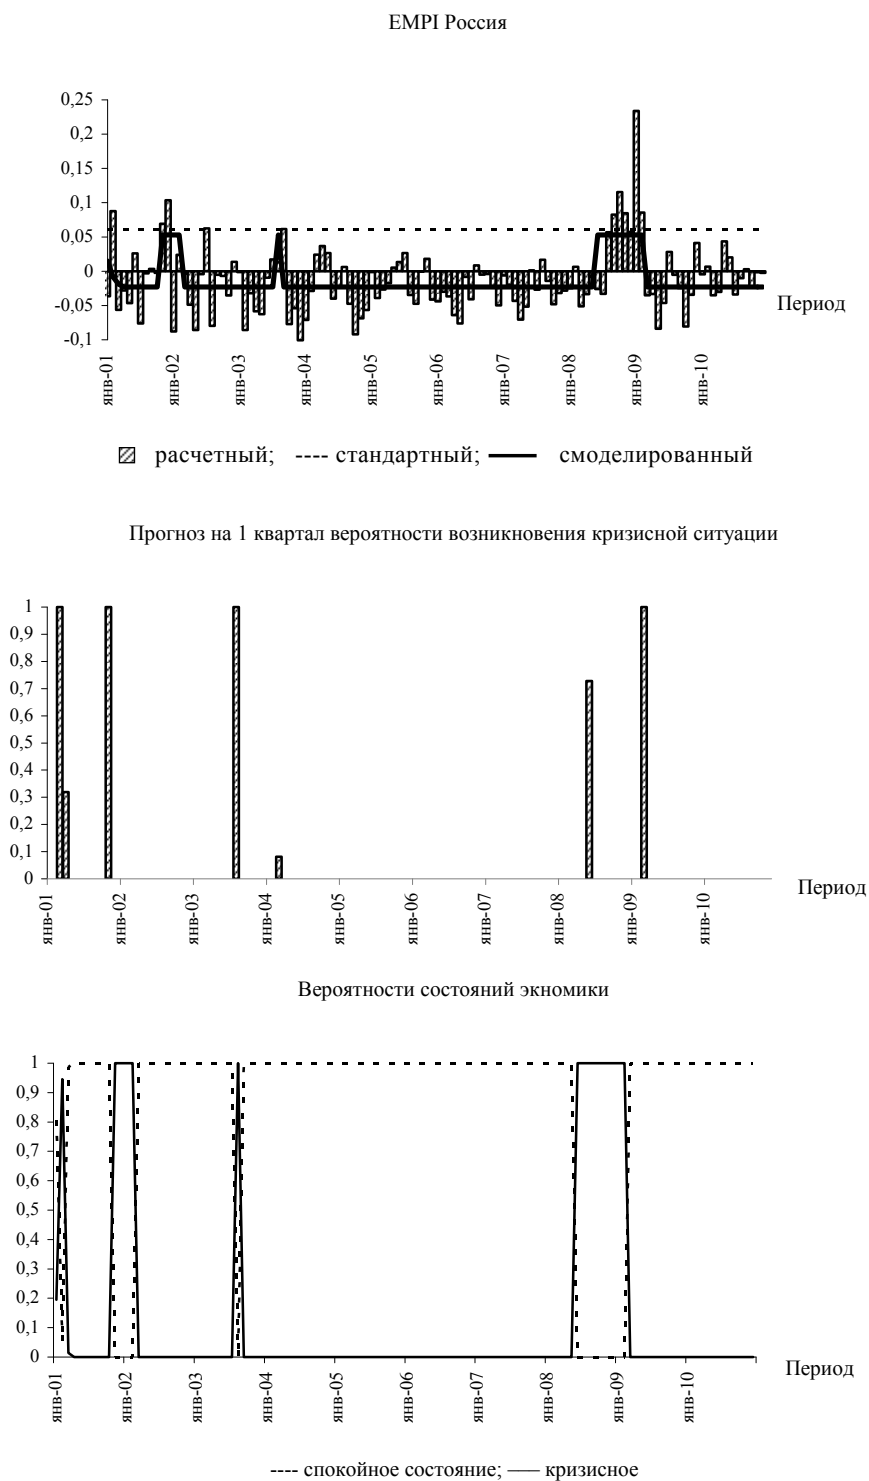 EMPI Россия
0,25
0,2
0,15
0,1
0,05
0
-0,05
-0,1
Период
янв-01
янв-02
янв-03
янв-04
янв-05
янв-06
янв-07
янв-08
янв-09
янв-10
расчетный; ---- стандартный; смоделированный
Прогноз на 1 квартал вероятности возникновения кризисной ситуации
1
0,9
0,8
0,7
0,6
0,5
0,4
0,3
0,2
0,1
0
Период
янв-01
янв-02
янв-03
янв-04
янв-05
янв-06
янв-07
янв-08
янв-09
янв-10
Вероятности состояний экномики
1
0,9
0,8
0,7
0,6
0,5
0,4
0,3
0,2
0,1
0
Период
янв-01
янв-02
янв-03
янв-04
янв-05
янв-06
янв-07
янв-08
янв-09
янв-10
---- спокойное состояние; —– кризисное